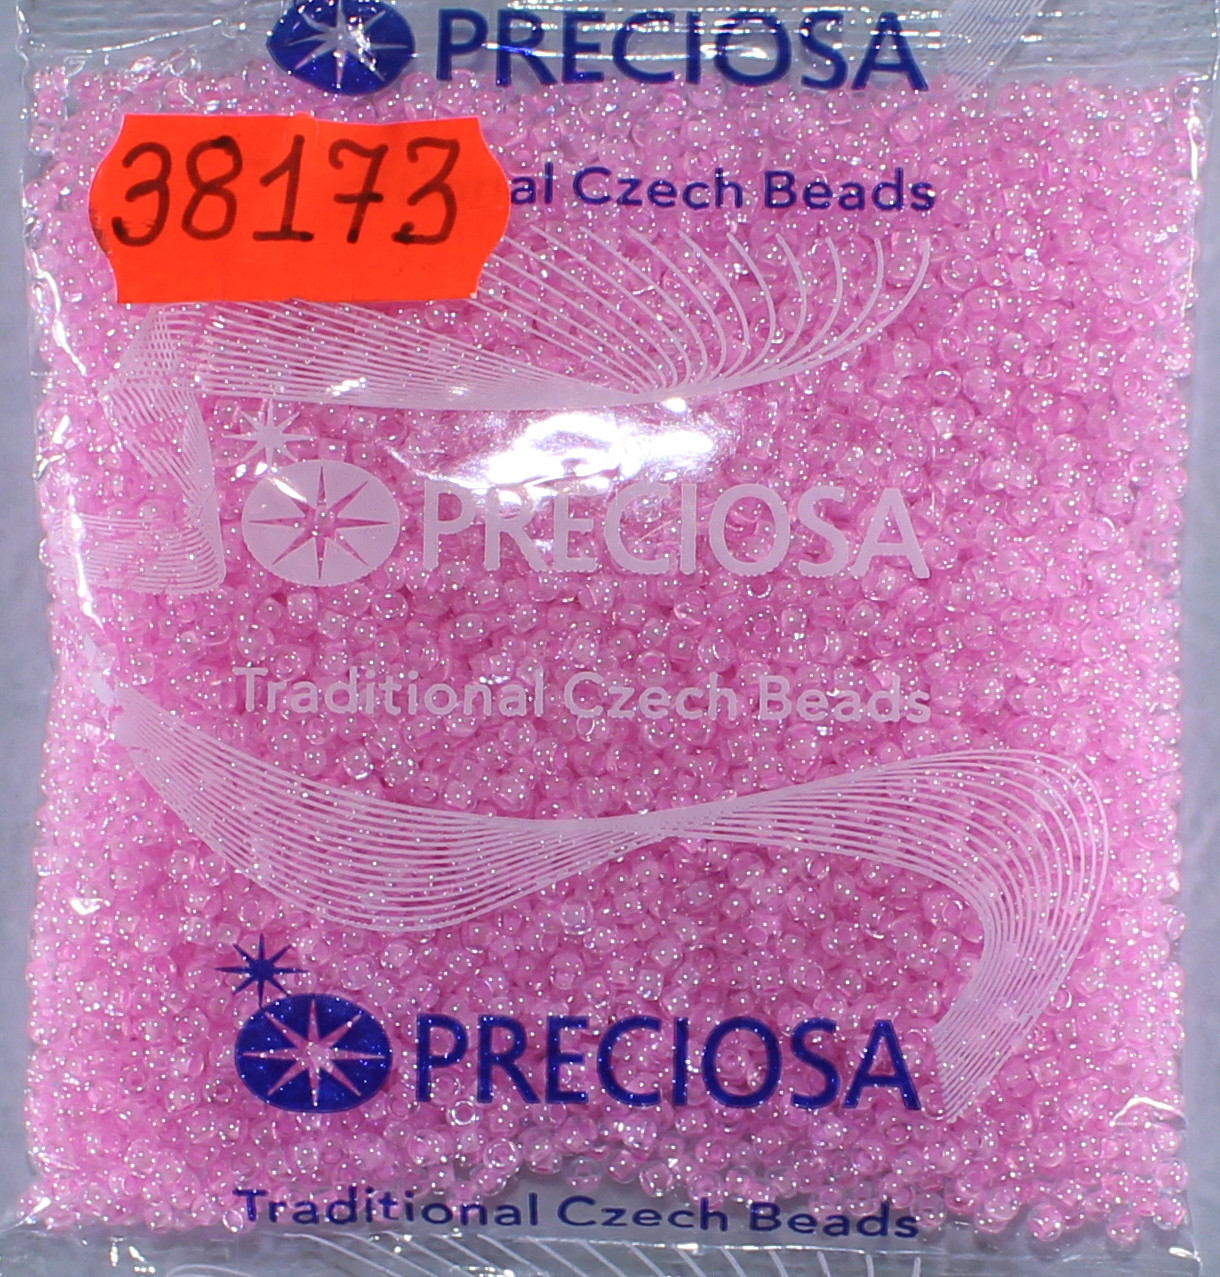 PRECIOSA
38173
al Czech Beads
PRECIOSA
Traditional Czech Beads
PRECIOSA
Traditional Czech Beads